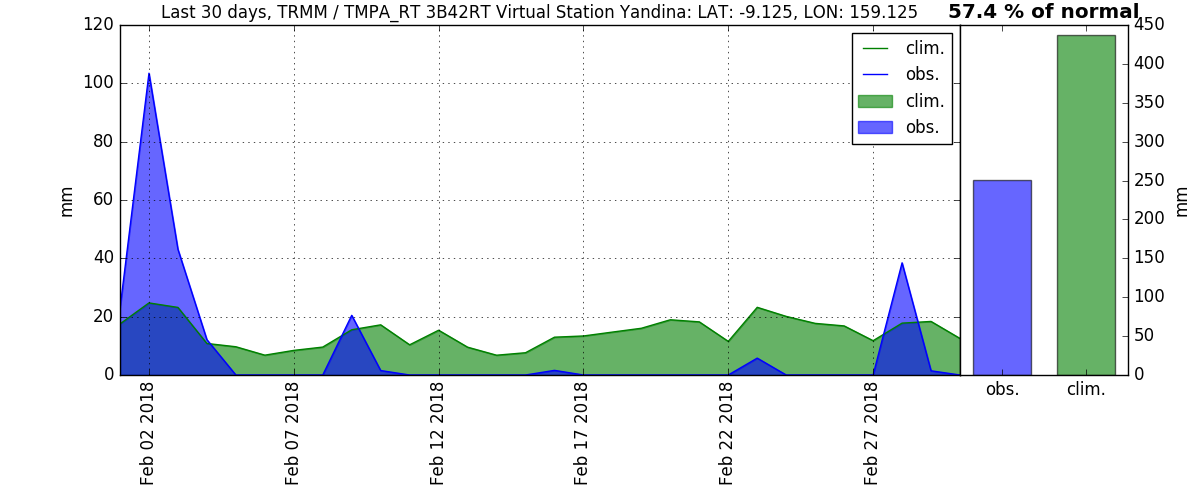 Last 30 days, TRMM / TMPA_RT 3B42RT Virtual Station Yandina: LAT: -9.125, LON: 159.125
57.4 % of normal
mm
120
100
80
60
40
20
0
clim.
obs.
clim.
obs.
Feb 02 2018
Feb 07 2018
Feb 12 2018
Feb 17 2018
Feb 22 2018
Feb 27 2018
450
400
350
300
250
200
150
100
50
0
mm
obs.
clim.